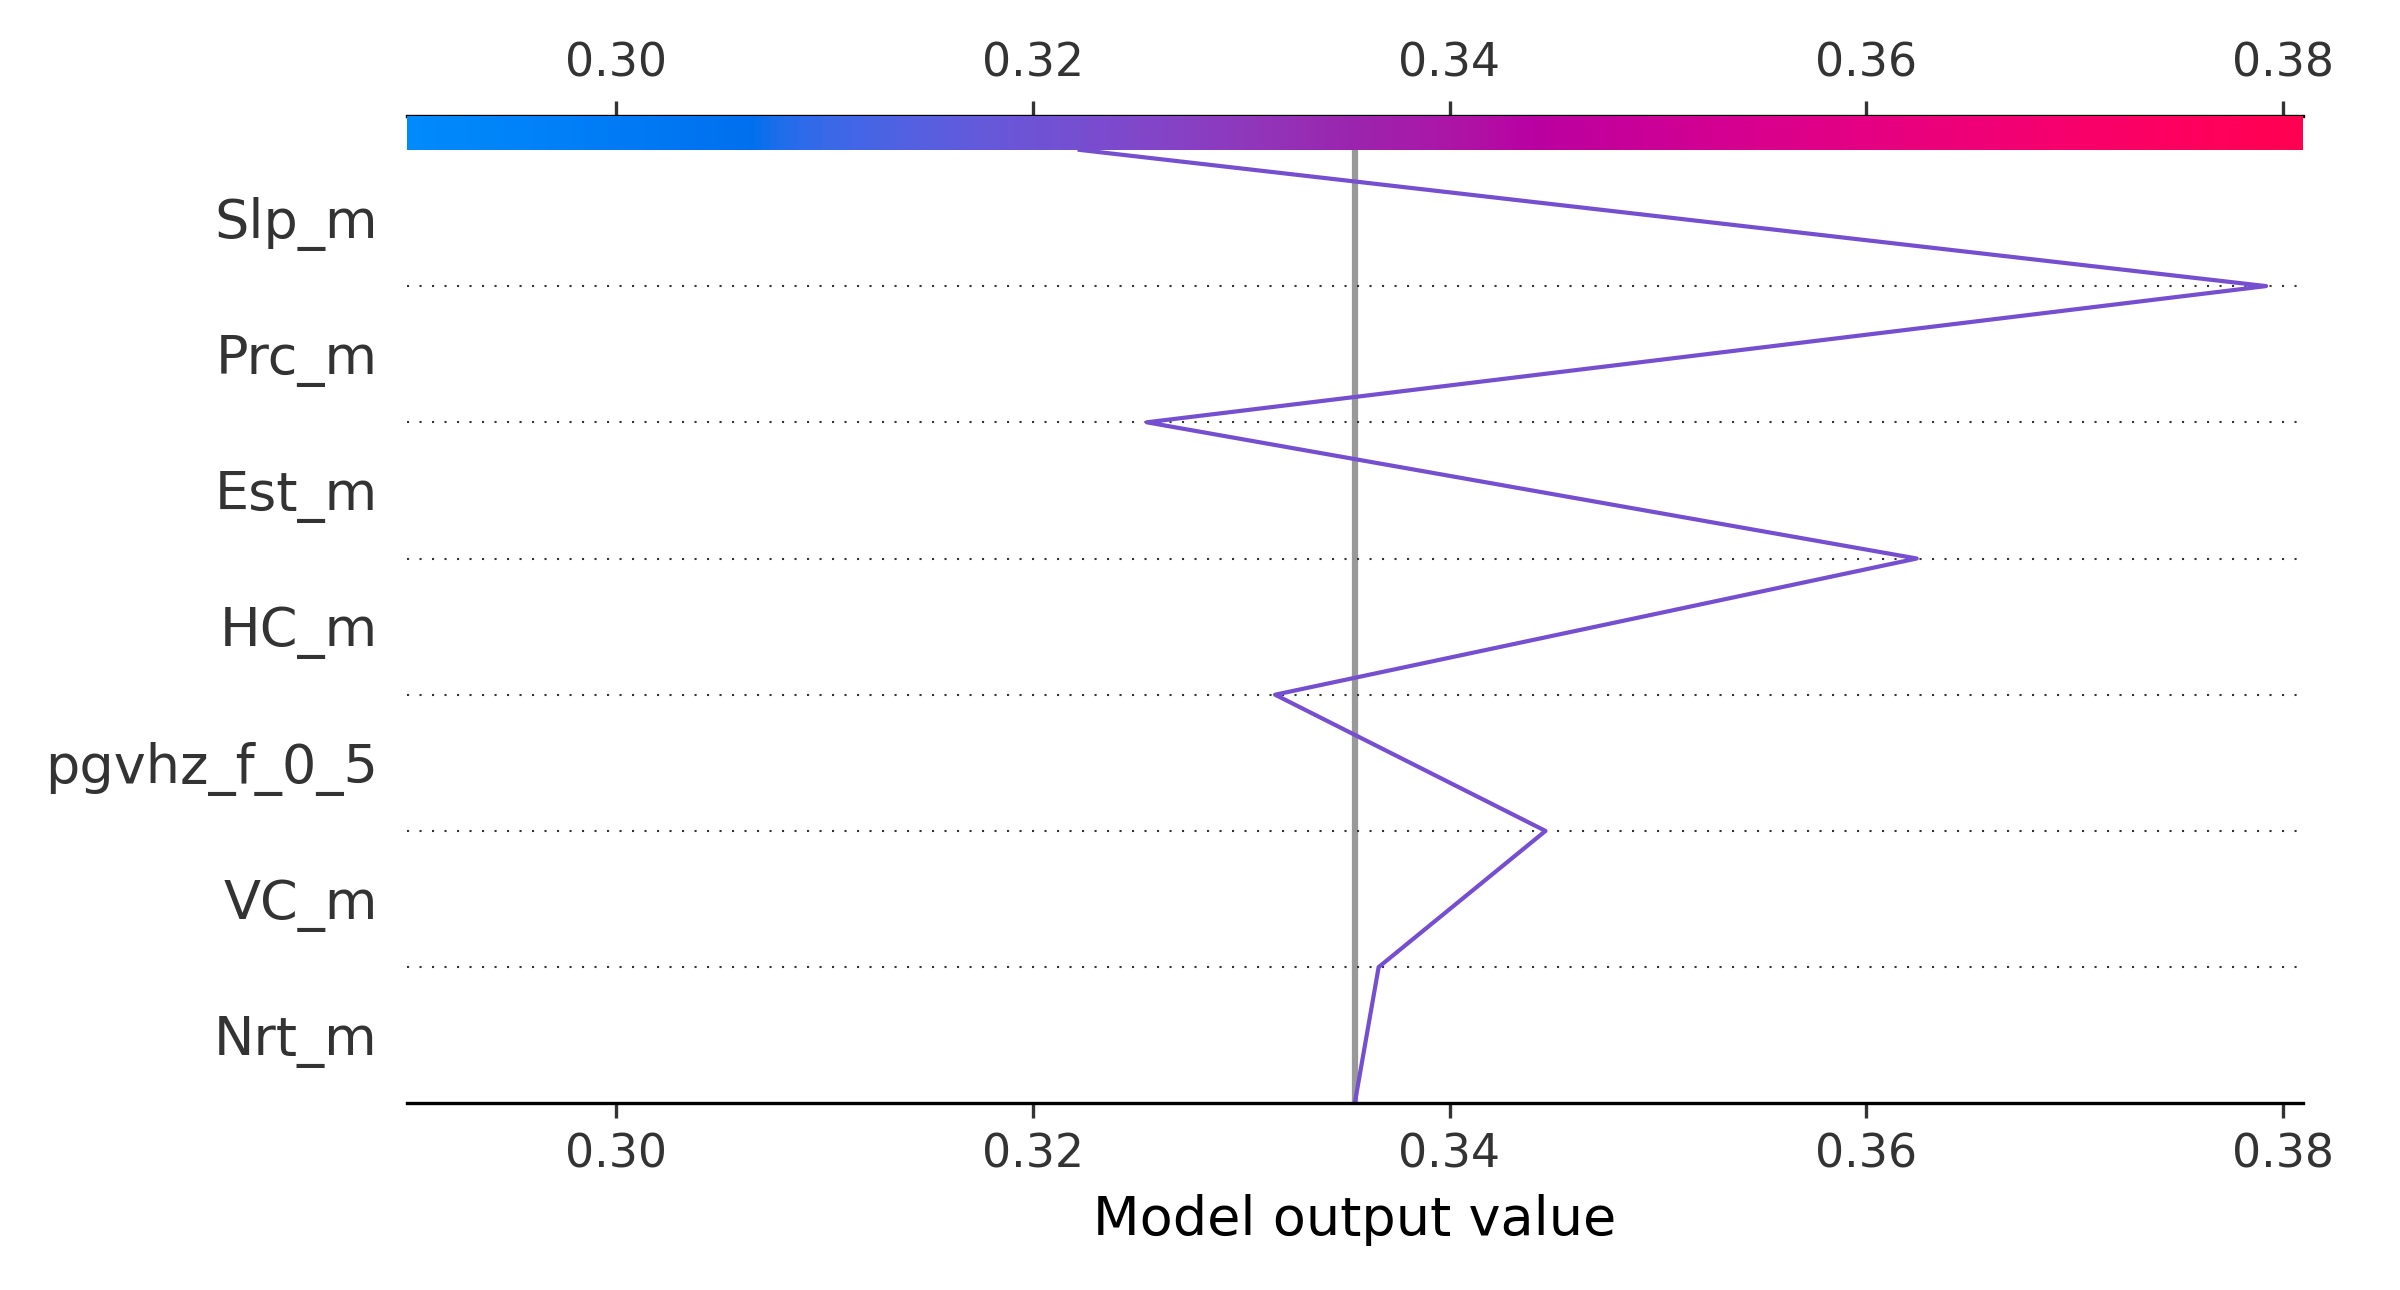 0.30 0.32 0.34 0.36 0.38
Slp_m
Prc_m
Est_m
HC_m
pgvhz_f_0_5
VC_m
Nrt_m
0.30 0.32 0.34 0.36 0.38
Model output value